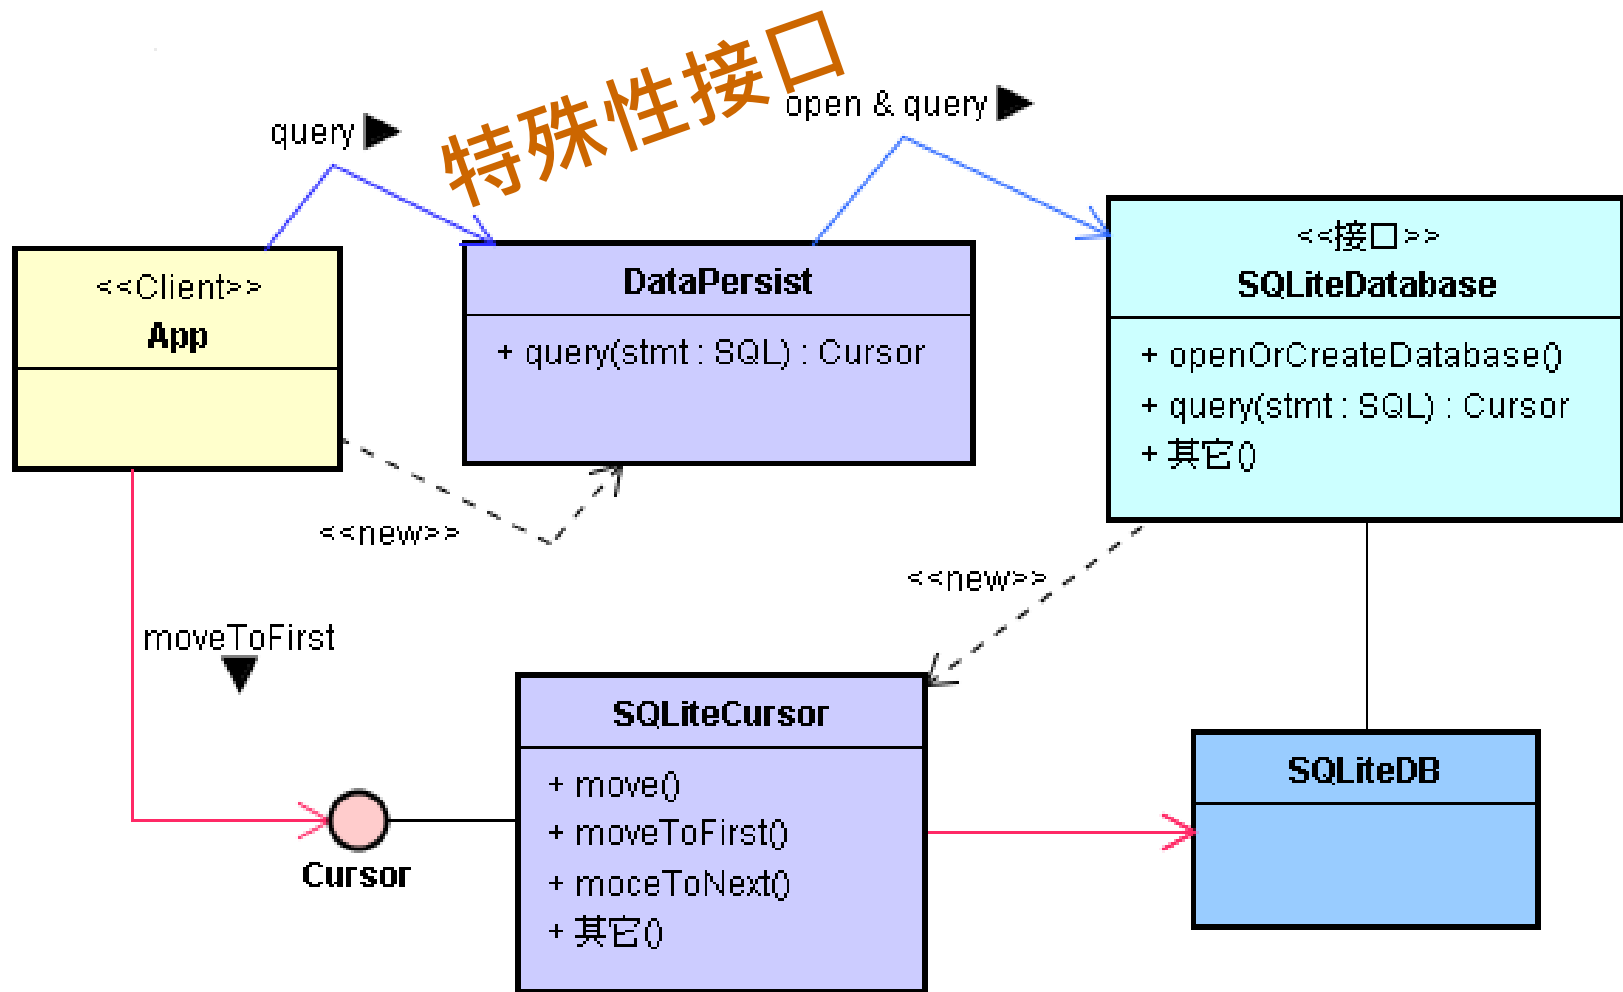 特殊性接口
query
open & query
<<Client>>
App
DataPersist
+ query(stmt : SQL) : Cursor
<<接口>>
SQLiteDatabase
+ openOrCreateDatabase()
+ query(stmt : SQL) : Cursor
+ 其它()
<<new>>
<<new>>
moveToFirst
Cursor
SQLiteCursor
+ move()
+ moveToFirst()
+ moceToNext()
+ 其它()
SQLiteDB